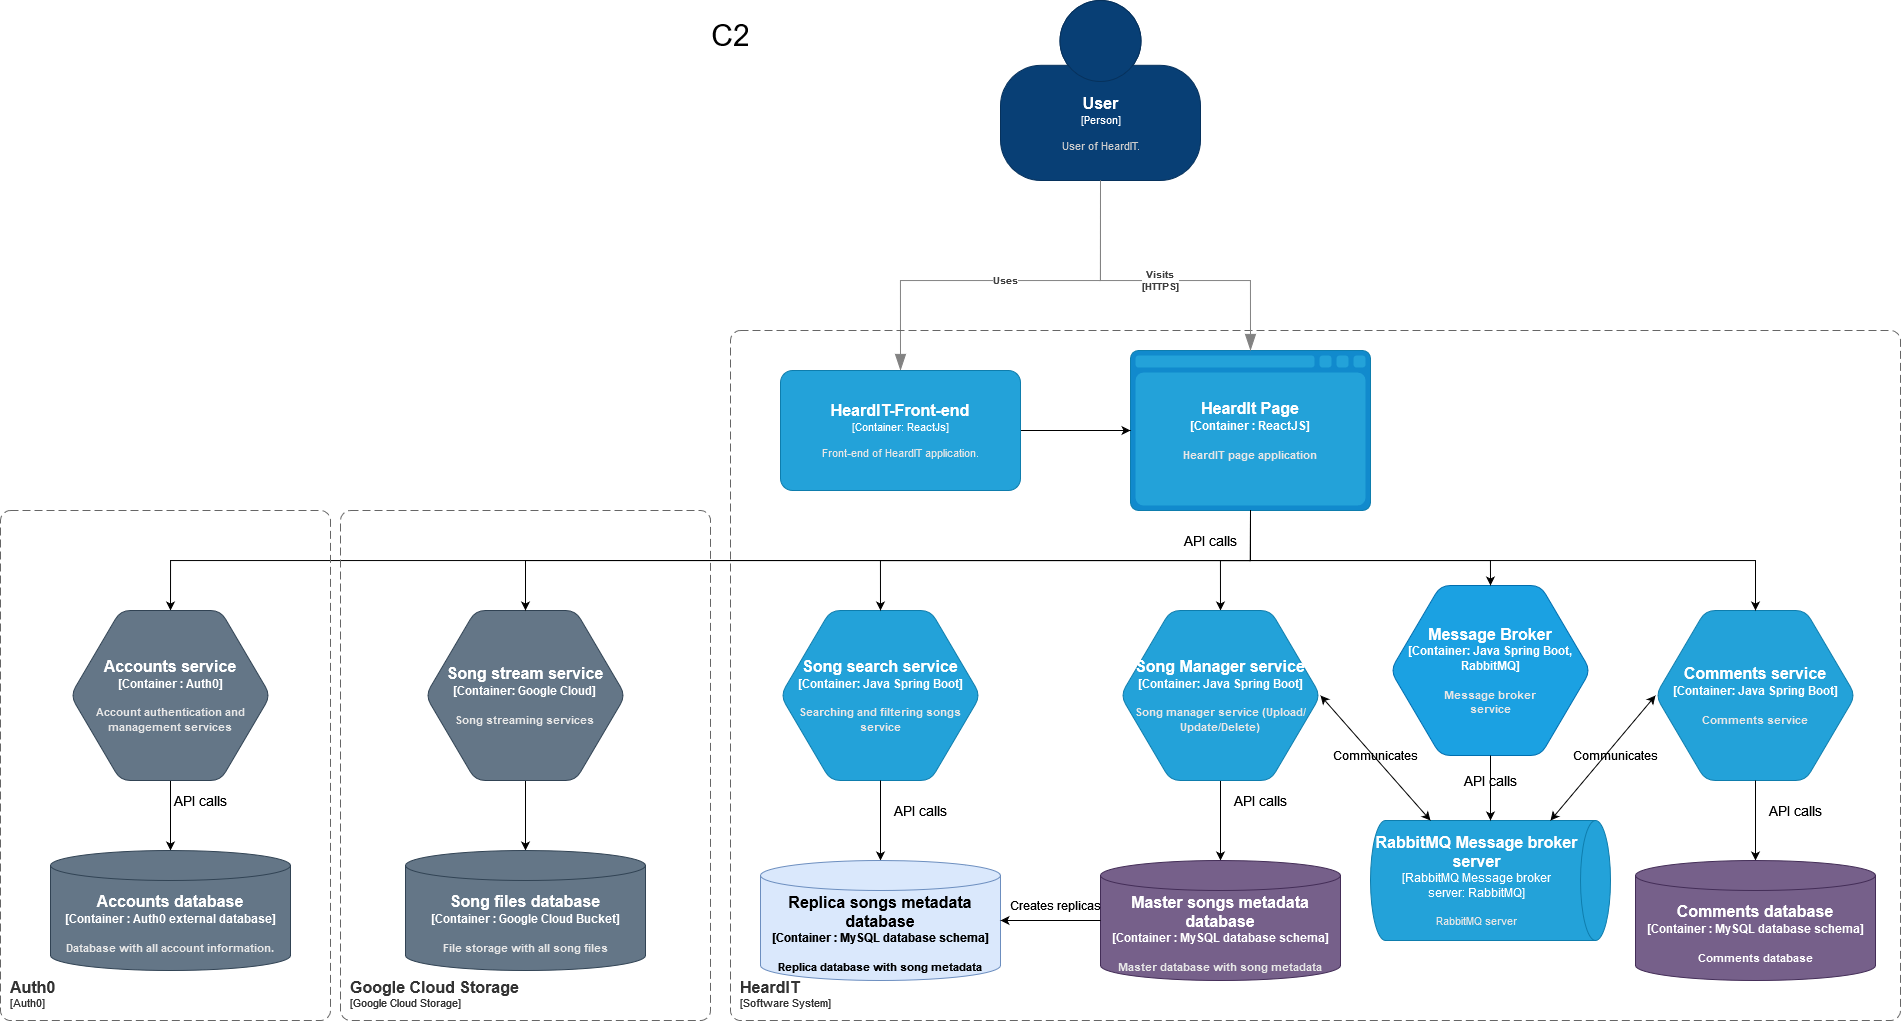 C2
User
[Person]
User of HeardIT.
Uses
Visits
[HTTPS]
HeardIT-Front-end
[Container: ReactJs]
Front-end of HeardIT application.
HeardIt Page
[Container : ReactJS]
HeardIT page application
API calls
Accounts service
[Container : Auth0]
Account authentication and
management services
Song stream service
[Container: Google Cloud]
Song streaming services
Song search service
[Container: Java Spring Boot]
Searching and filtering songs
service
Song Manager service
[Container: Java Spring Boot]
Song manager service (Upload/
Update/Delete)
Message Broker
[Container: Java Spring Boot,
RabbitMQ]
Message broker
service
Comments service
[Container: Java Spring Boot]
Comments service
Communicates
Communicates
API calls
API calls
API calls
API calls
API calls
Accounts database
[Container : Auth0 external database]
Database with all account information.
Song files database
[Container : Google Cloud Bucket]
File storage with all song files
Replica songs metadata
database
[Container : MySQL database schema]
Replica database with song metadata
Creates replicas
Master songs metadata
database
[Container : MySQL database schema]
Master database with song metadata
RabbitMQ Message broker
server
[RabbitMQ Message broker
server: RabbitMQ]
RabbitMQ server
Comments database
[Container : MySQL database schema]
Comments database
Auth0
[Auth0]
Google Cloud Storage
[Google Cloud Storage]
HeardIT
[Software System]